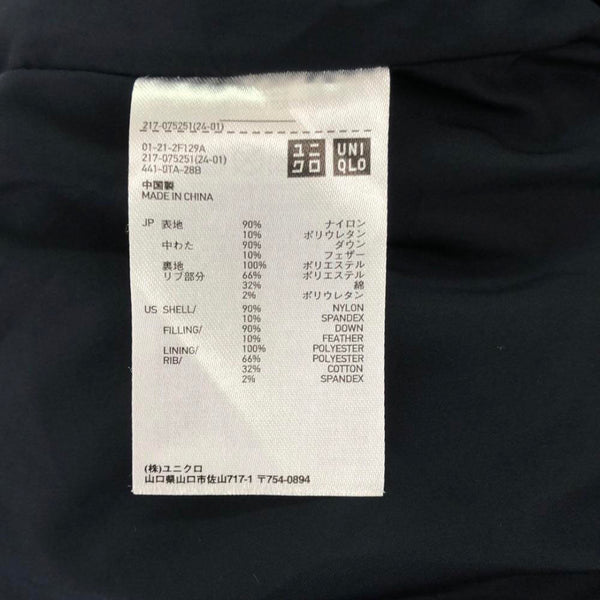 217-075251(24-01)
01-21-2F129A
217-075251(24-01)
441-0TA-28B
ユニ
クロ
UNI
QLO
中国製
MADE IN CHINA
JP 表地 90% ナイロン
10% ポリウレタン
中わた 90% ダウン
10% フェザー
裏地 100% ポリエステル
リブ部分 66% ポリエステル
32% 綿
2% ポリウレタン
US SHELL/ 90% NYLON
10% SPANDEX
FILLING/ 90% DOWN
10% FEATHER
LINING/ 100% POLYESTER
RIB/ 66% POLYESTER
32% COTTON
2% SPANDEX
(株)ユニクロ
山口県山口市佐山717-1 〒754-0894